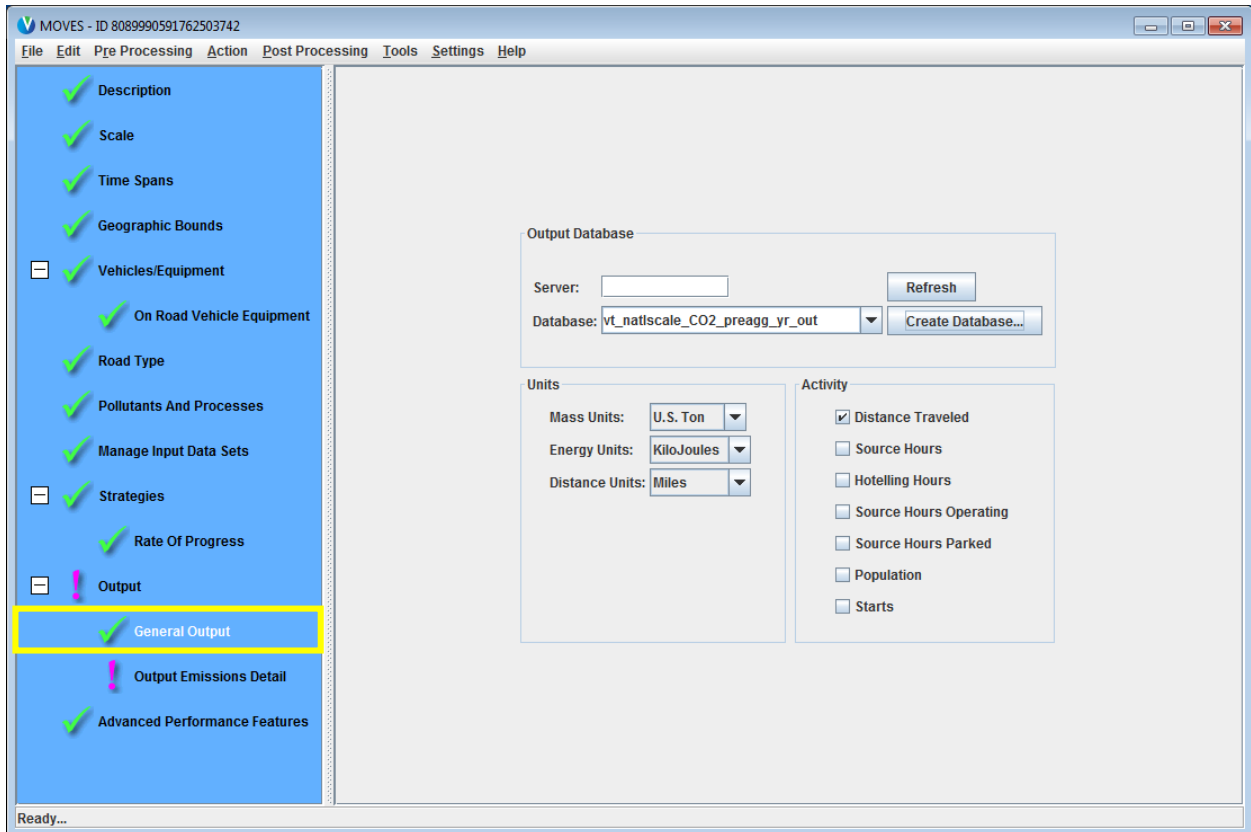 MOVES - ID 8089990591762503742
File Edit Pre Processing Action Post Processing Tools Settings Help
Description
Scale
Time Spans
Geographic Bounds
Vehicles/Equipment
On Road Vehicle Equipment
Road Type
Pollutants And Processes
Manage Input Data Sets
Strategies
Rate Of Progress
Output
General Output
Output Emissions Detail
Advanced Performance Features
Output Database
Server:
Refresh
Database: vt_natlscale_CO2_preagg_yr_out
Create Database...
Units
Mass Units: U.S. Ton
Energy Units: KiloJoules
Distance Units: Miles
Activity
Distance Traveled
Source Hours
Hotelling Hours
Source Hours Operating
Source Hours Parked
Population
Starts
Ready...